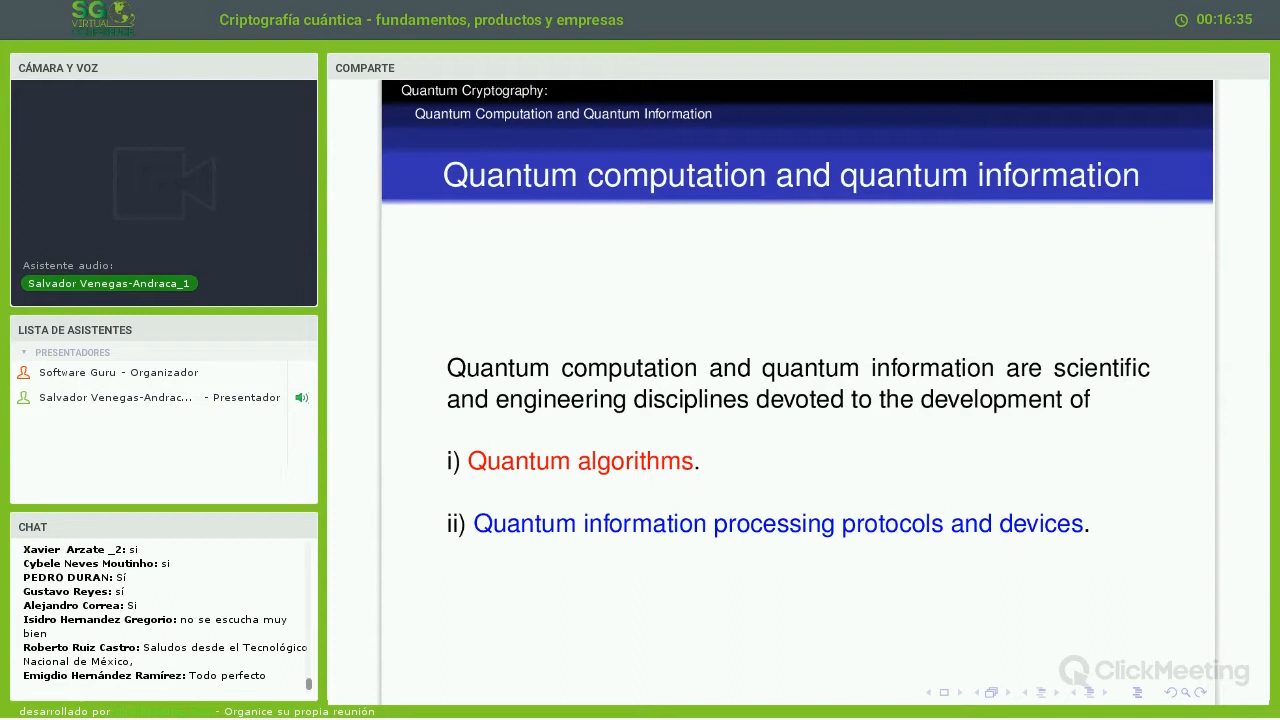 SG
VIRTUAL
CONFERENCE
Criptografía cuántica - fundamentos, productos y empresas
00:16:35
CÁMARA Y VOZ
Asistente audio:
Salvador Venegas-Andraca_1
LISTA DE ASISTENTES
PRESENTADORES
Software Guru - Organizador
Salvador Venegas-Andrac... - Presentador
CHAT
Xavier Arzate _2: si
Cybele Neves Moutinho: si
PEDRO DURAN: Sí
Gustavo Reyes: sí
Alejandro Correa: Si
Isidro Hernandez Gregorio: no se escucha muy
bien
Roberto Ruiz Castro: Saludos desde el Tecnológico
Nacional de México,
Emigdio Hernández Ramírez: Todo perfecto
COMPARTE
Quantum Cryptography:
Quantum Computation and Quantum Information
Quantum computation and quantum information
Quantum computation and quantum information are scientific
and engineering disciplines devoted to the development of
i) Quantum algorithms.
ii) Quantum information processing protocols and devices.
ClickMeeting
desarrollado por - Organice su propia reunión